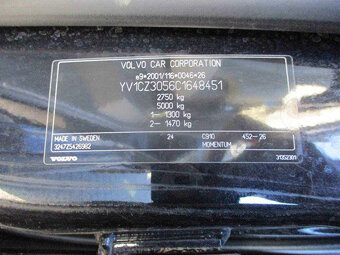 VOLVO CAR CORPORATION
e9*2001/116*0046*26
YV1CZ3056C1648451
2750 kg
5000 kg
1- 1300 kg
2- 1470 kg
MADE IN SWEDEN 24 C910 452-26
3247Z5426982 MOMENTUM
VOLVO 31352301